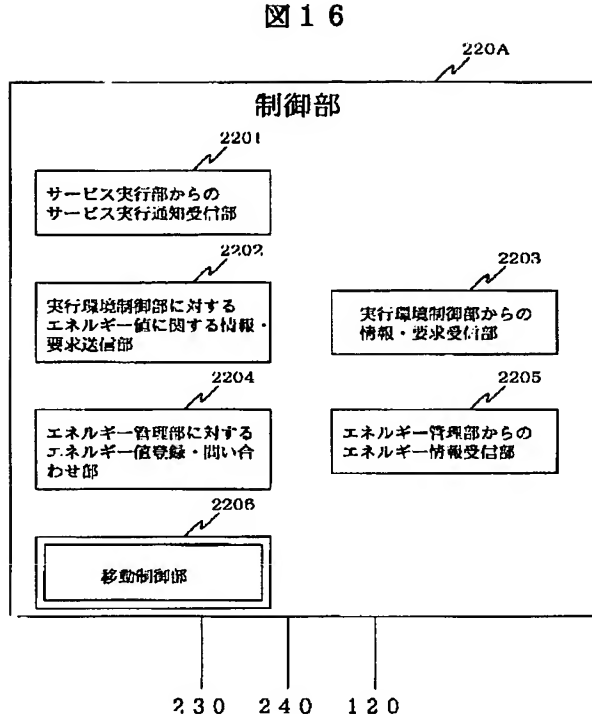 図１６
220A
制御部
2201
サービス実行部からの
サービス実行通知受信部
2202
実行環境制御部に対する
エネルギー値に関する情報・
要求送信部
2203
実行環境制御部からの
情報・要求受信部
2204
エネルギー管理部に対する
エネルギー値登録・問い合
わせ部
2205
エネルギー管理部からの
エネルギー情報受信部
2206
移動制御部
２３０ ２４０ １２０